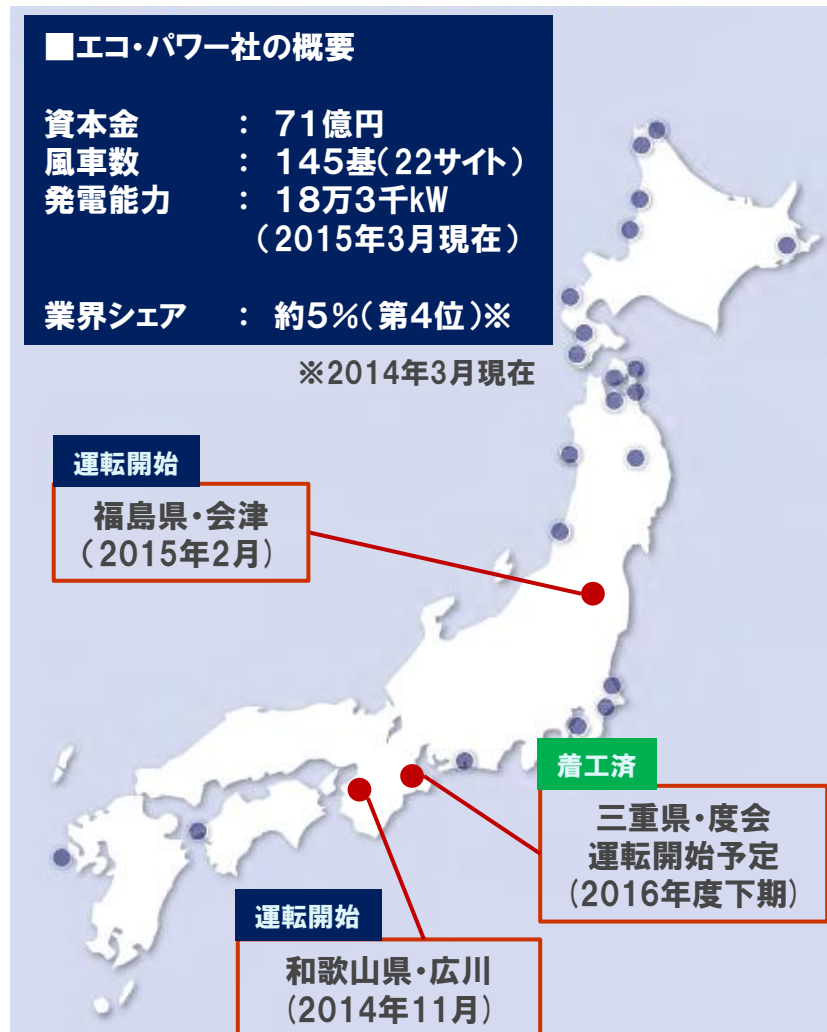 ■エコ・パワー社の概要
資本金 : 71億円
風車数 : 145基(22サイト)
発電能力 : 18万3千kW
(2015年3月現在)
業界シェア : 約5%(第4位)※
※2014年3月現在
運転開始
福島県・会津
(2015年2月)
着工済
三重県・度会
運転開始予定
(2016年度下期)
運転開始
和歌山県・広川
(2014年11月)